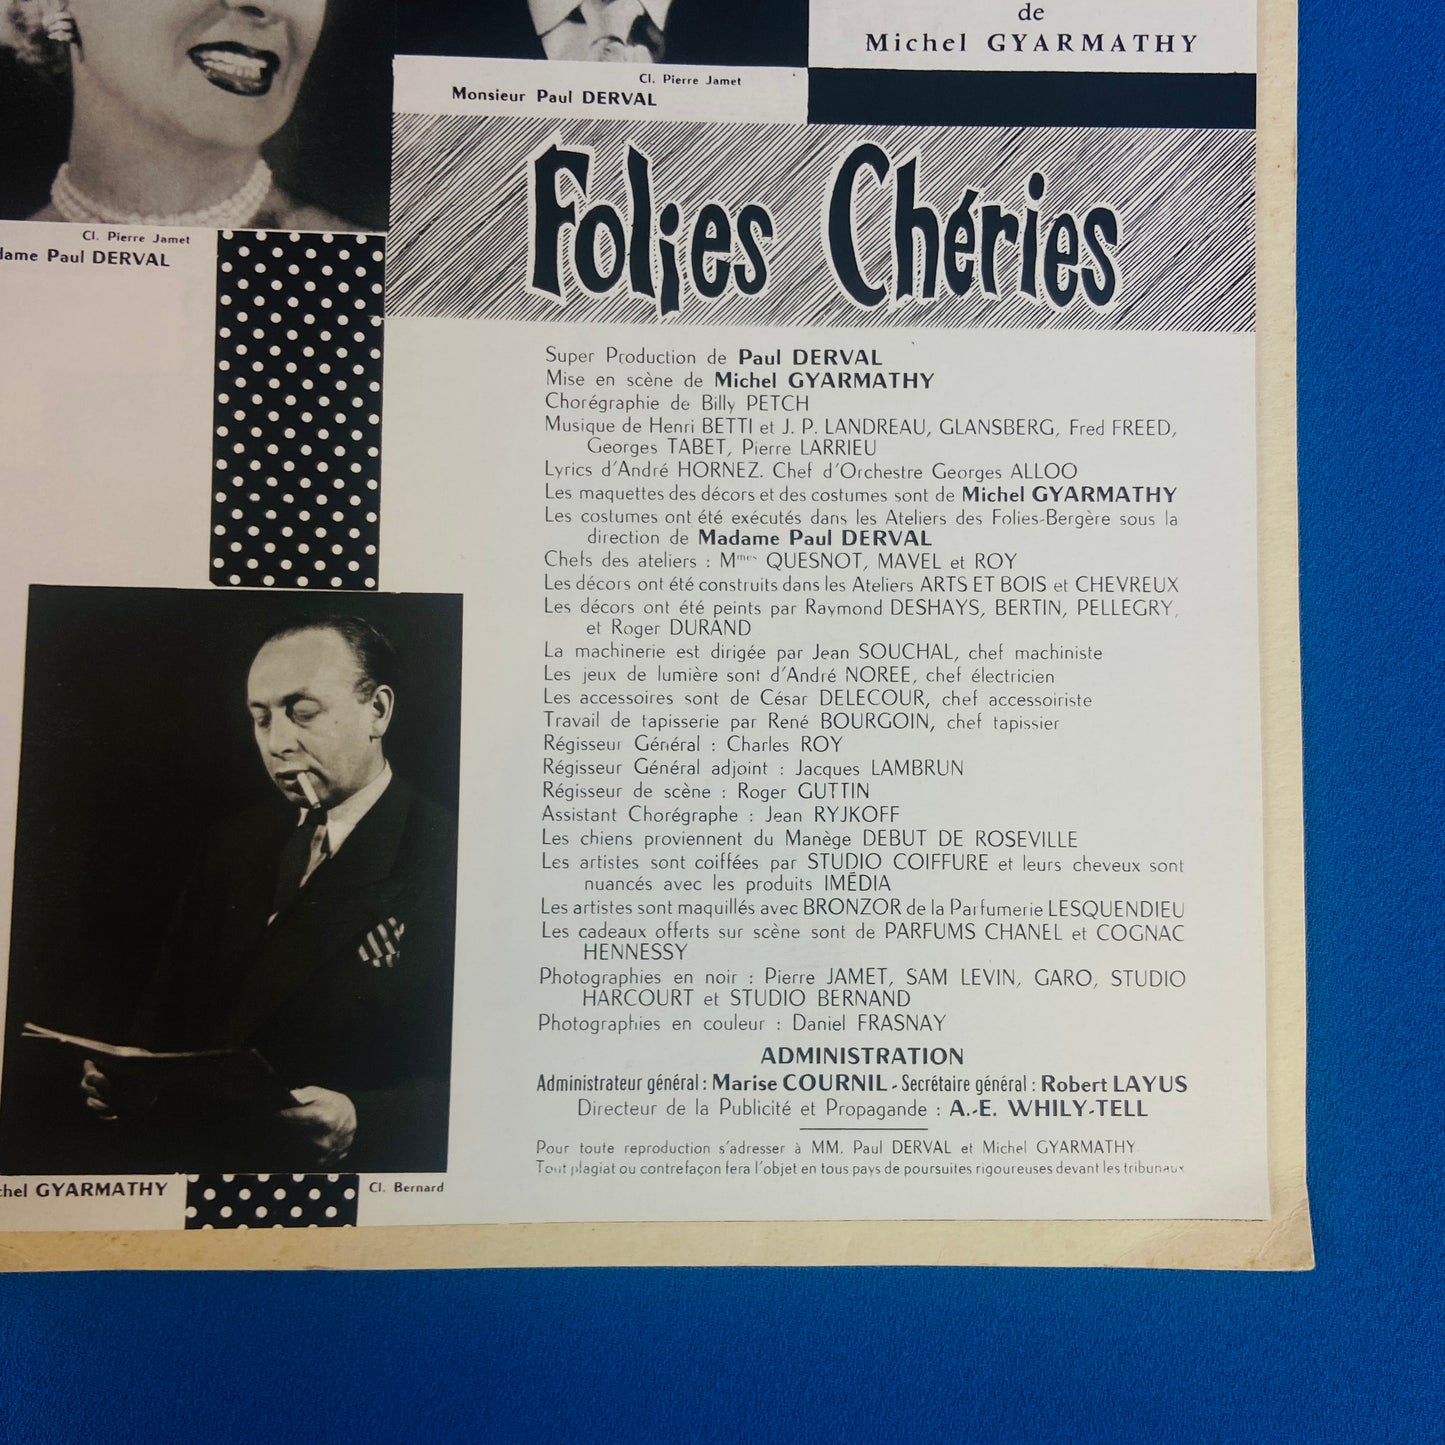 de
Michel GYARMATHY
Cl. Pierre Jamet
Monsieur Paul DERVAL
Cl. Pierre Jamet
Paul DERVAL
Folies Chéries
Super Production de Paul DERVAL
Mise en scène de Michel GYARMATHY
Chorégraphie de Billy PETCH
Musique de Henri BETTI et J. P. LANDREAU, GLANSBERG, Fred FREED,
Georges TABET, Pierre LARRIEU
Lyrics d'André HORNEZ. Chef d'Orchestre Georges ALLOO
Les maquettes des décors et des costumes sont de Michel GYARMATHY
Les costumes ont été exécutés dans les Ateliers des Folies-Bergère sous la
direction de Madame Paul DERVAL
Chefs des ateliers : Mmes QUESNOT, MAVEL et ROY
Les décors ont été construits dans les Ateliers ARTS ET BOIS et CHEVREUX
Les décors ont été peints par Raymond DESHAYS, BERTIN, PELLEGRY,
et Roger DURAND
La machinerie est dirigée par Jean SOUCHAL, chef machiniste
Les jeux de lumière sont d'André NOREE, chef électricien
Les accessoires sont de César DELECOUR, chef accessoiriste
Travail de tapisserie par René BOURGOIN, chef tapissier
Régisseur Général : Charles ROY
Régisseur Général adjoint : Jacques LAMBRUN
Régisseur de scène : Roger GUTTIN
Assistant Chorégraphe : Jean RYJKOFF
Les chiens proviennent du Manège DEBUT DE ROSEVILLE
Les artistes sont coiffées par STUDIO COIFFURE et leurs cheveux sont
nuancés avec les produits IMÉDIA
Les artistes sont maquillés avec BRONZOR de la Parfumerie LESQUENDIEU
Les cadeaux offerts sur scène sont de PARFUMS CHANEL et COGNAC
HENNESSY
Photographies en noir : Pierre JAMET, SAM LEVIN, GARO, STUDIO
HARCOURT et STUDIO BERNAND
Photographies en couleur : Daniel FRASNAY
ADMINISTRATION
Administrateur général : Marise COURNIL - Secrétaire général : Robert LAYUS
Directeur de la Publicité et Propagande : A.-E. WHILY-TELL
Pour toute reproduction s'adresser à MM. Paul DERVAL et Michel GYARMATHY
Tout plagiat ou contrefaçon fera l'objet en tous pays de poursuites rigoureuses devant les tribunaux
GYARMATHY
Cl. Bernard